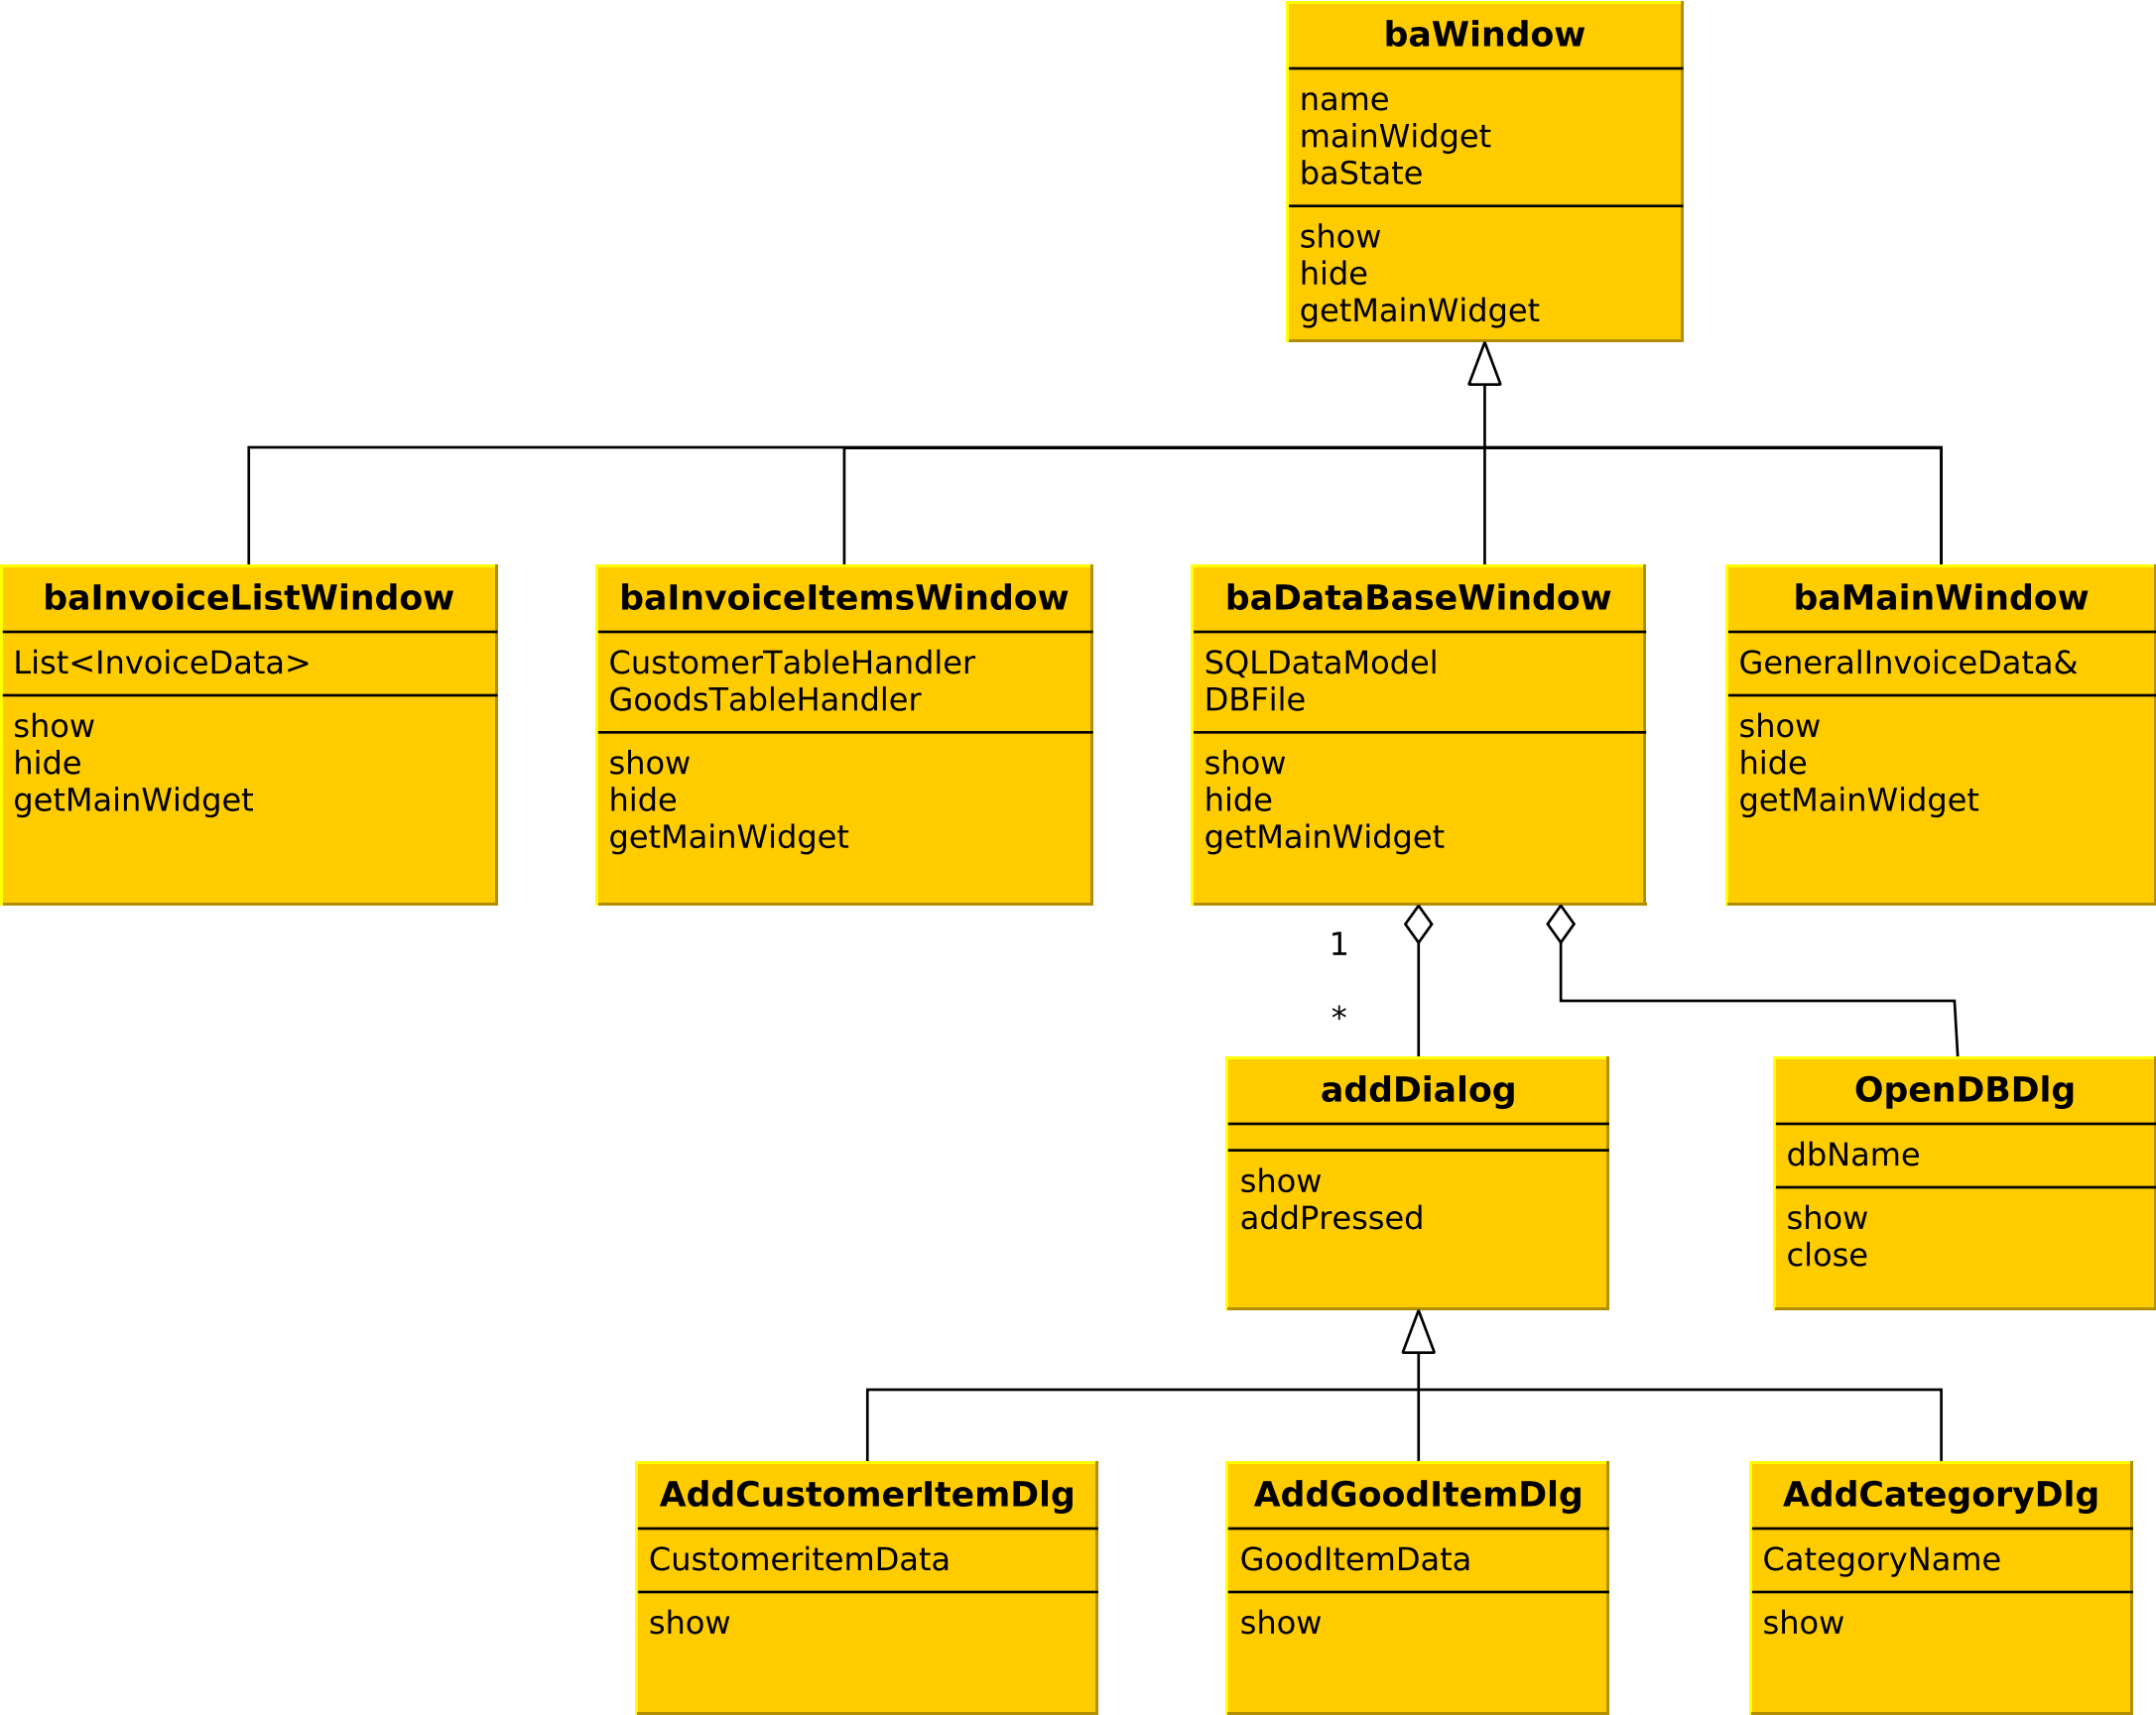 baWindow
name
mainWidget
baState
show
hide
getMainWidget
baInvoiceListWindow
List<InvoiceData>
show
hide
getMainWidget
baInvoiceItemsWindow
CustomerTableHandler
GoodsTableHandler
show
hide
getMainWidget
baDataBaseWindow
SQLDataModel
DBFile
show
hide
getMainWidget
baMainWindow
GeneralInvoiceData&
show
hide
getMainWidget
1
*
addDialog
show
addPressed
OpenDBDlg
dbName
show
close
AddCustomerItemDlg
CustomeritemData
show
AddGoodItemDlg
GoodItemData
show
AddCategoryDlg
CategoryName
show